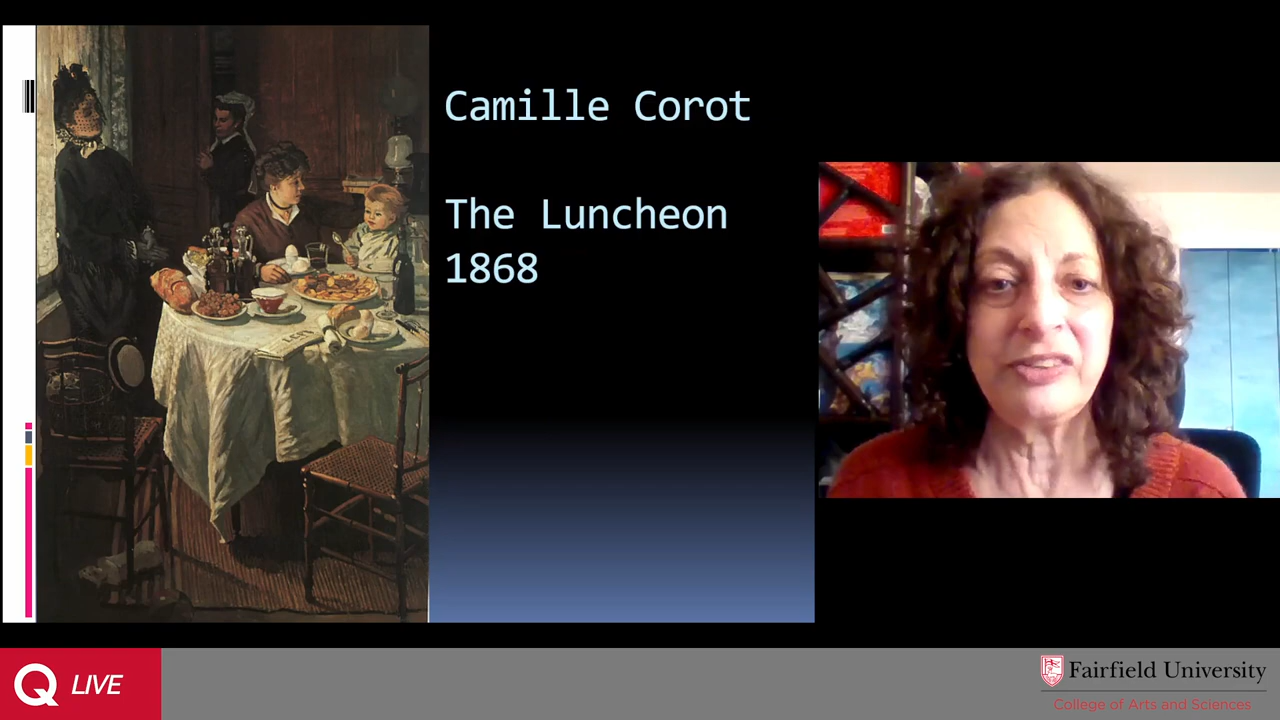 Camille Corot
The Luncheon
1868
Q LIVE
Fairfield University
College of Arts and Sciences